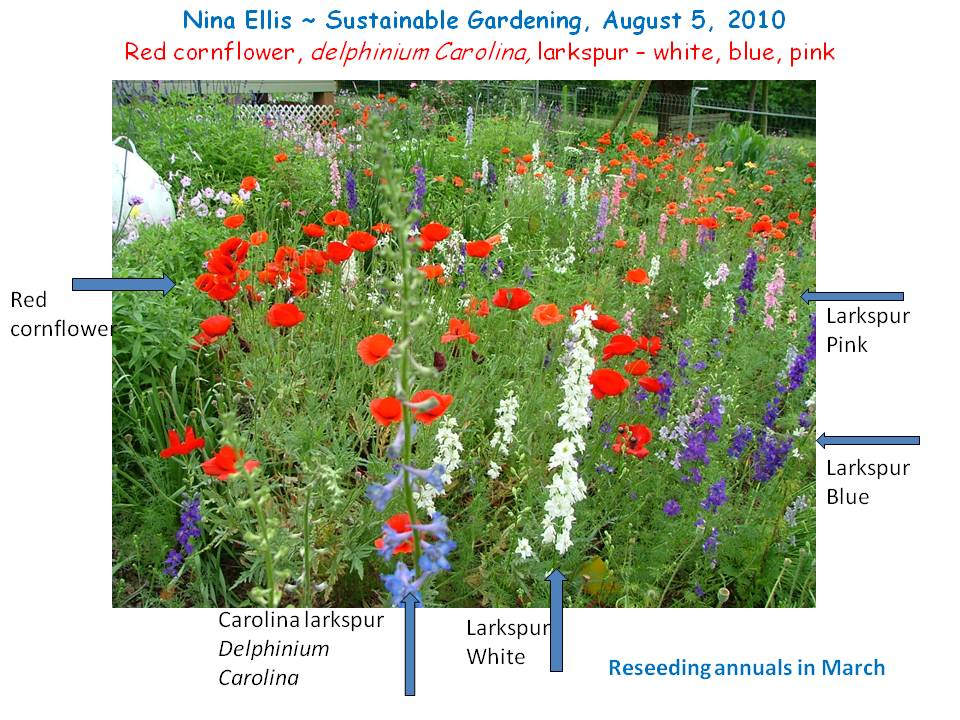 Nina Ellis ~ Sustainable Gardening, August 5, 2010
Red cornflower, delphinium Carolina, larkspur – white, blue, pink
Red
cornflower
Larkspur
Pink
Larkspur
Blue
Carolina larkspur
Delphinium
Carolina
Larkspur
White
Reseeding annuals in March